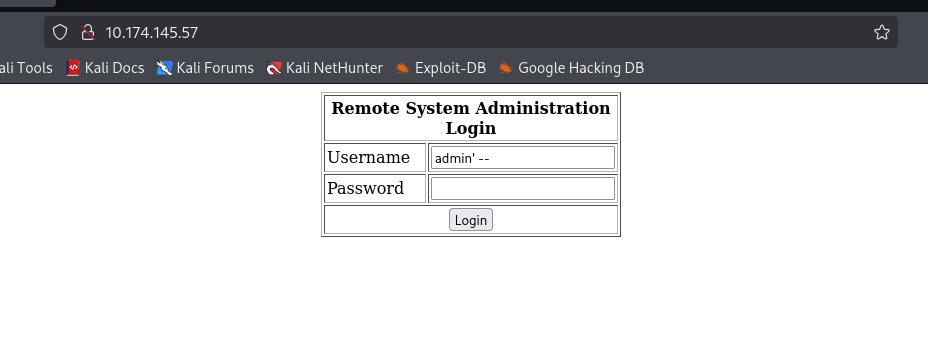 10.174.145.57
ali Tools Kali Docs Kali Forums Kali NetHunter Exploit-DB Google Hacking DB
Remote System Administration
Login
Username admin' --
Password
Login